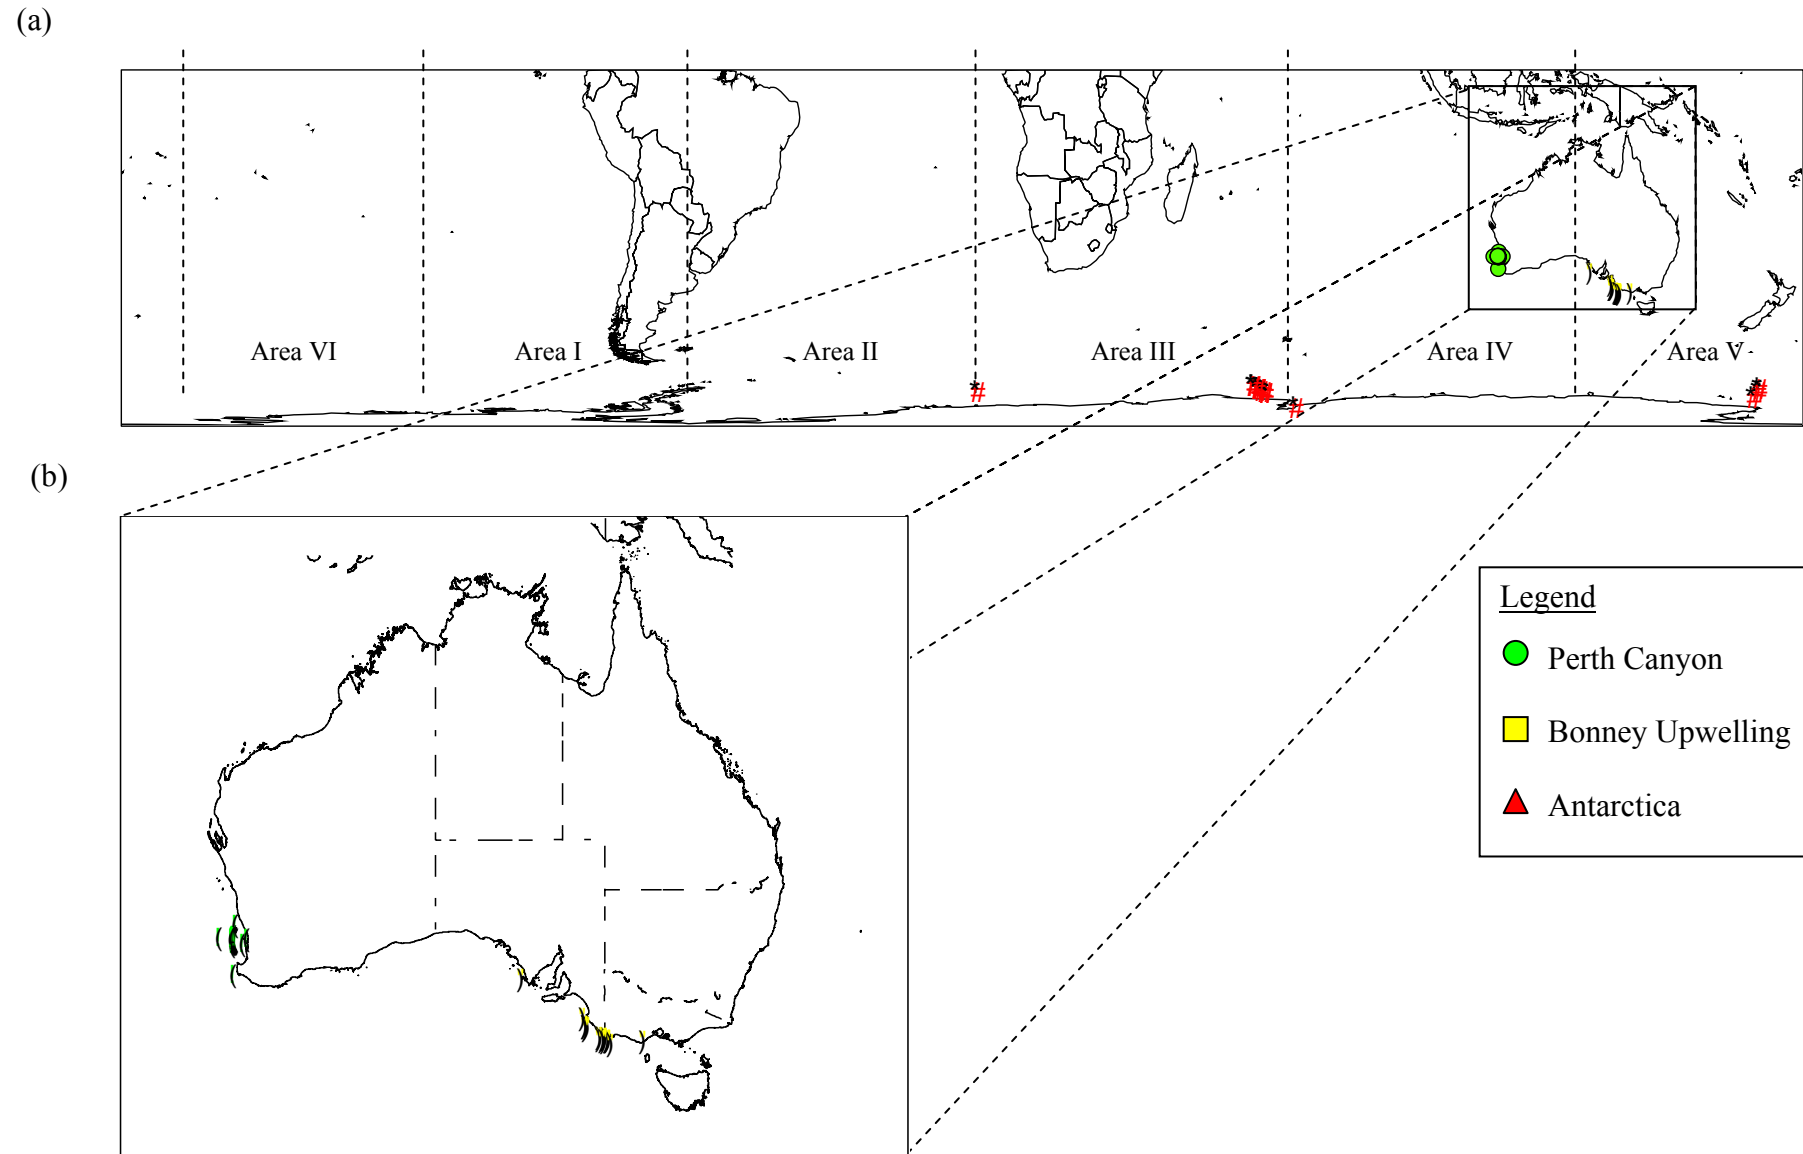 (a)
Area VI
Area I
Area II
Area III
Area IV
Area V
(b)
Legend
Perth Canyon
Bonney Upwelling
Antarctica